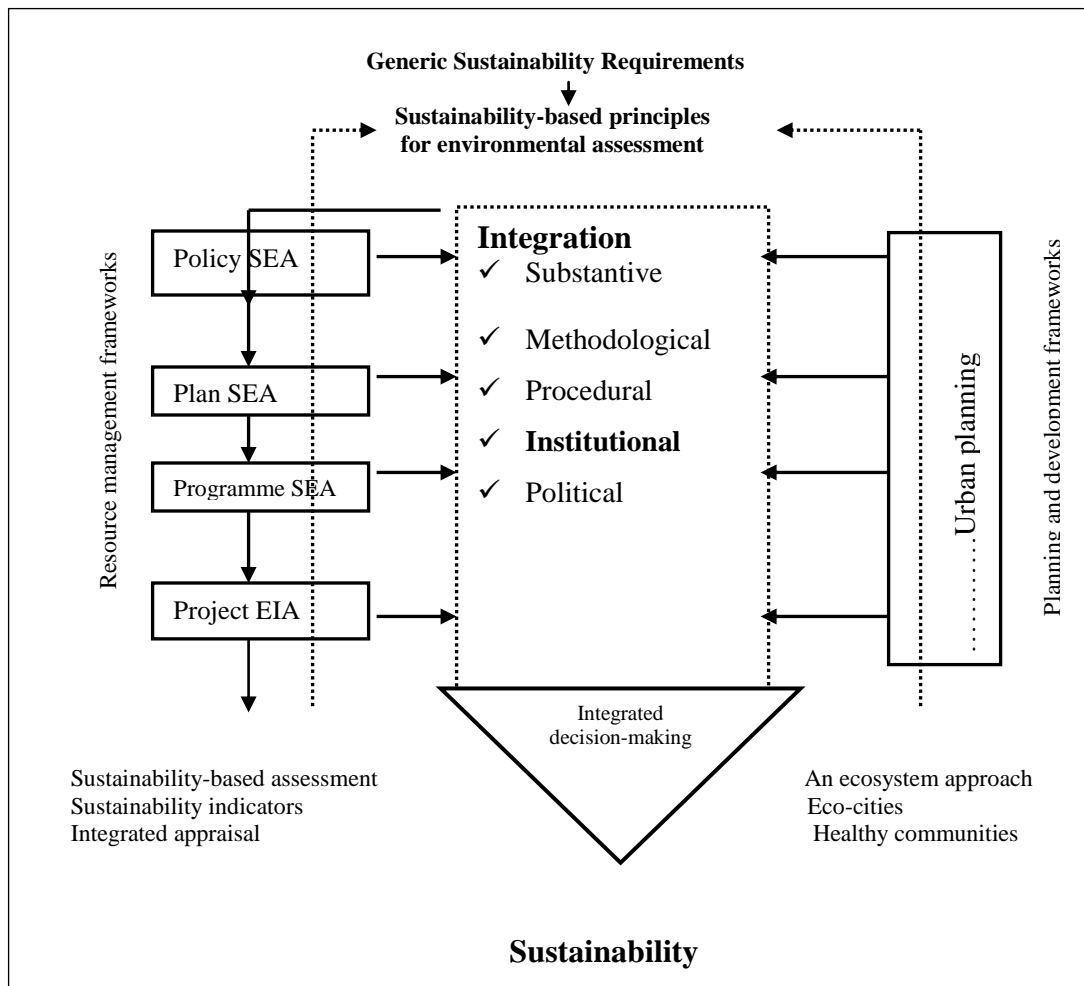 Generic Sustainability Requirements
Sustainability-based principles
for environmental assessment
Resource management frameworks
Policy SEA
Plan SEA
Programme SEA
Project EIA
Integration
✓ Substantive
✓ Methodological
✓ Procedural
✓ Institutional
✓ Political
Urban planning
Planning and development frameworks
Integrated
decision-making
Sustainability-based assessment
Sustainability indicators
Integrated appraisal
An ecosystem approach
Eco-cities
Healthy communities
Sustainability